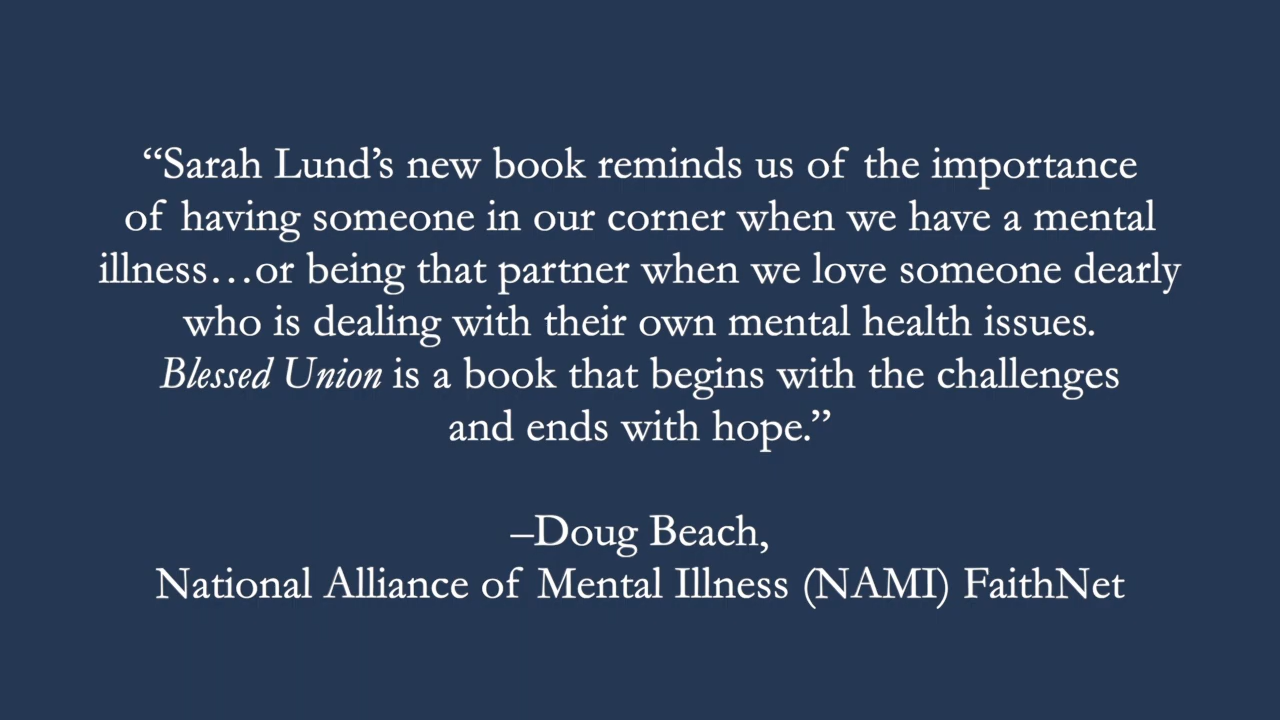 “Sarah Lund’s new book reminds us of the importance
of having someone in our corner when we have a mental
illness…or being that partner when we love someone dearly
who is dealing with their own mental health issues.
Blessed Union is a book that begins with the challenges
and ends with hope.”
–Doug Beach,
National Alliance of Mental Illness (NAMI) FaithNet